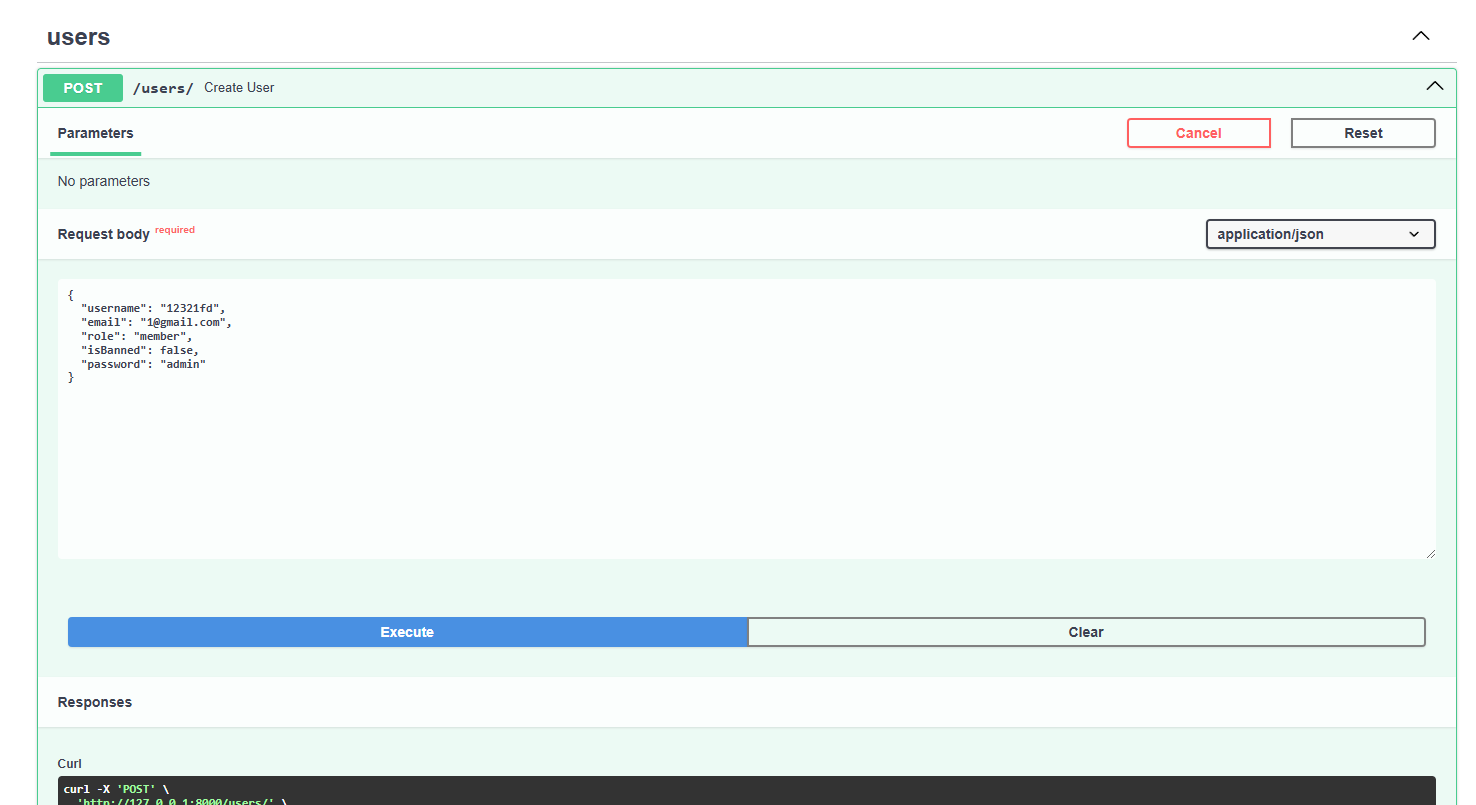 users
POST /users/ Create User
Parameters
Cancel
Reset
No parameters
Request body required
application/json
{
  "username": "12321fd",
  "email": "1@gmail.com",
  "role": "member",
  "isBanned": false,
  "password": "admin"
}
Execute
Clear
Responses
Curl
curl -X 'POST' \
  'http://127.0.0.1:8000/users/' \